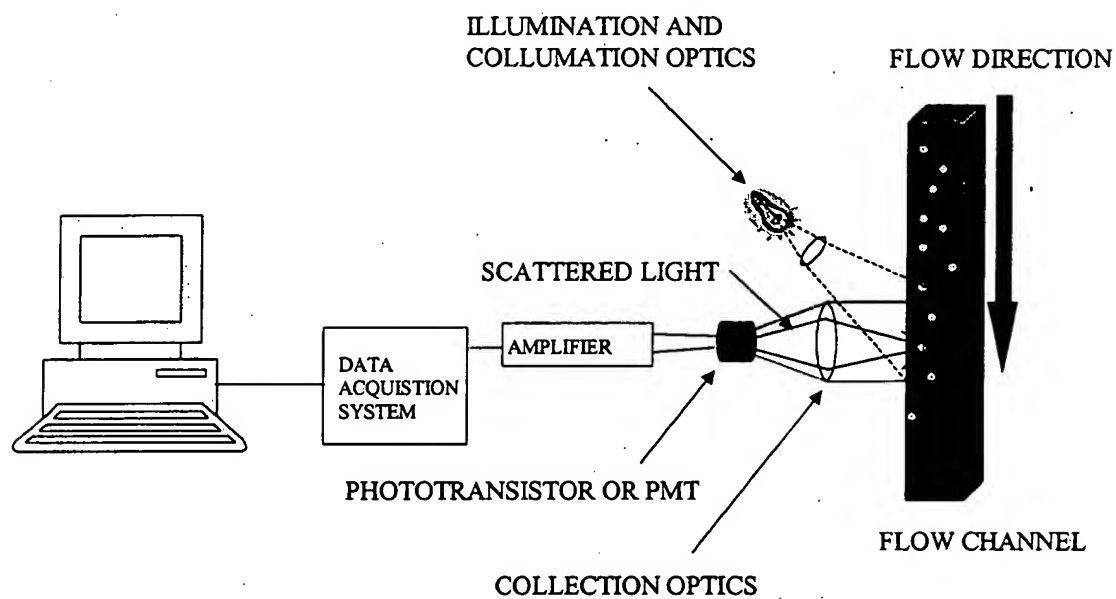 ILLUMINATION AND
COLLUMATION OPTICS
FLOW DIRECTION
SCATTERED LIGHT
AMPLIFIER
DATA
ACQUISTION
SYSTEM
PHOTOTRANSISTOR OR PMT
FLOW CHANNEL
COLLECTION OPTICS